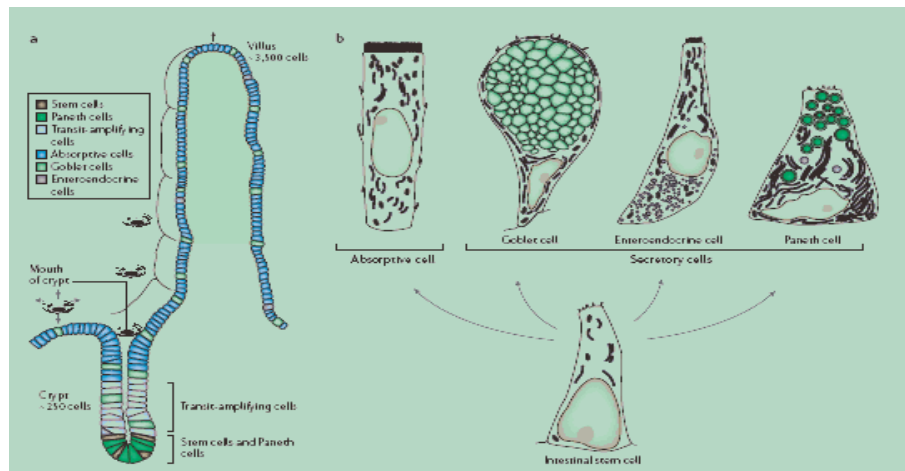 a
Villus
~3,500 cells
Stem cells
Paneth cells
Transit-amplifying
cells
Absorptive cells
Goblet cells
Enteroendocrine
cells
Mouth
of crypt
Crypt
~250 cells
Transit-amplifying cells
Stem cells and Paneth
cells
b
Absorptive cell
Goblet cell
Enteroendocrine cell
Paneth cell
Secretory cells
Intestinal stem cell